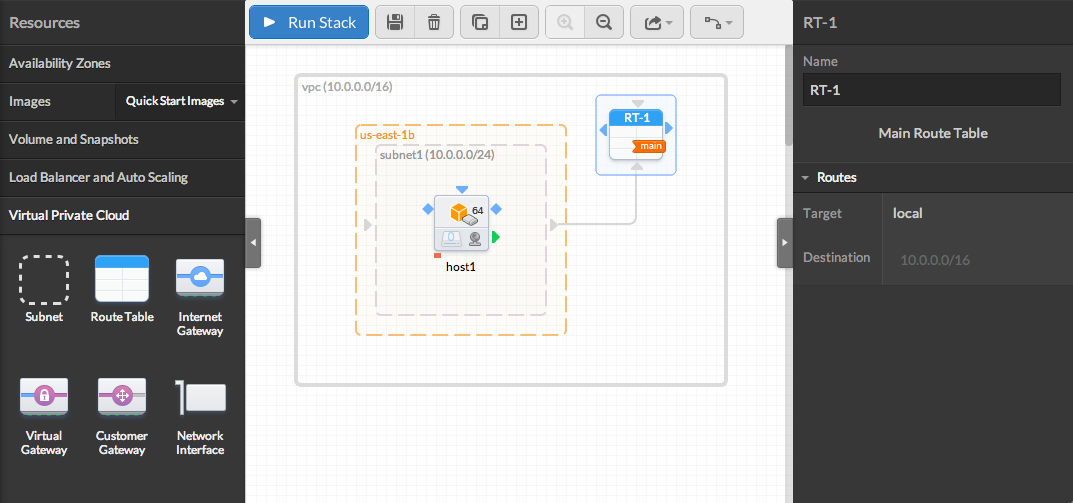 Resources
Availability Zones
Images
Quick Start Images
Volume and Snapshots
Load Balancer and Auto Scaling
Virtual Private Cloud
Subnet
Route Table
Internet
Gateway
Virtual
Gateway
Customer
Gateway
Network
Interface
Run Stack
vpc (10.0.0.0/16)
us-east-1b
subnet1 (10.0.0.0/24)
64
0
host1
RT-1
main
RT-1
Name
RT-1
Main Route Table
Routes
Target
local
Destination
10.0.0.0/16